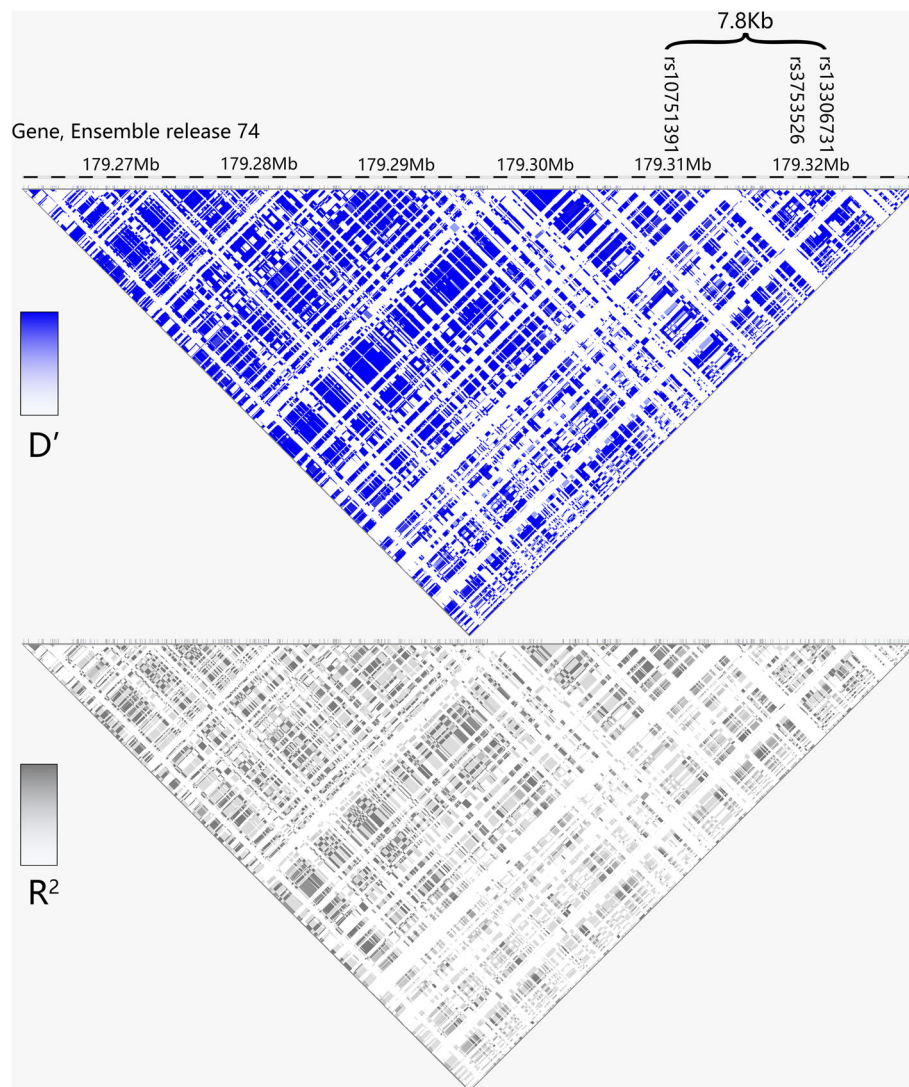 7.8Kb
rs10751391
rs3753526
rs13306731
Gene, Ensemble release 74
179.27Mb 179.28Mb 179.29Mb 179.30Mb 179.31Mb 179.32Mb
D′
R²